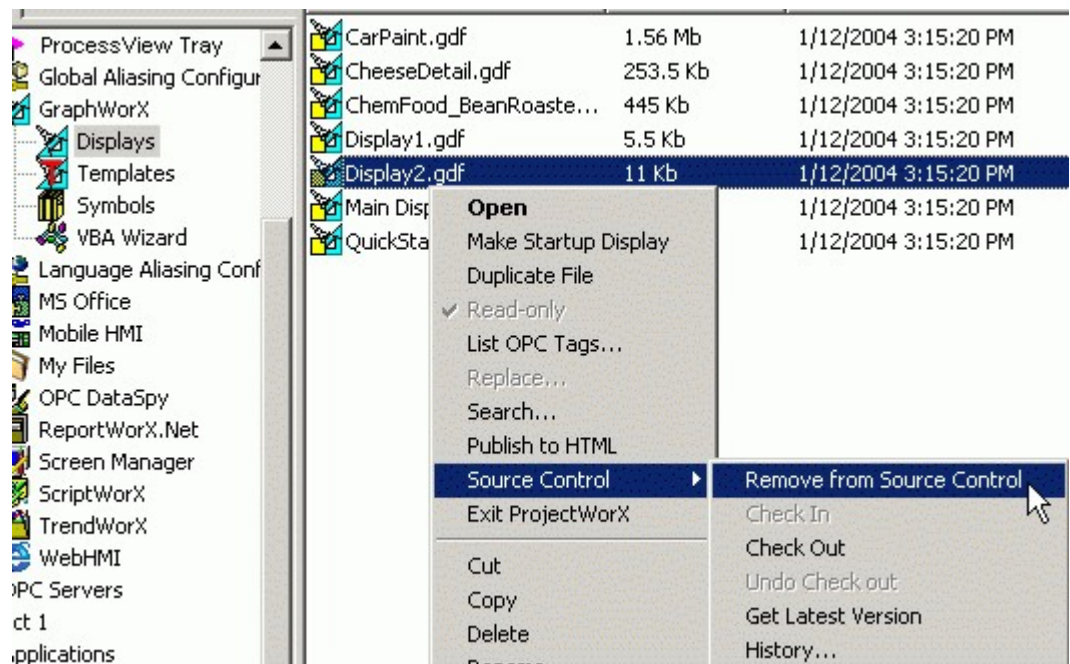 ProcessView Tray
Global Aliasing Configur
GraphWorX
Displays
Templates
Symbols
VBA Wizard
Language Aliasing Conf
MS Office
Mobile HMI
My Files
OPC DataSpy
ReportWorX.Net
Screen Manager
ScriptWorX
TrendWorX
WebHMI
PC Servers
ct 1
pplications
CarPaint.gdf 1.56 Mb 1/12/2004 3:15:20 PM
CheeseDetail.gdf 253.5 Kb 1/12/2004 3:15:20 PM
ChemFood_BeanRoaste... 445 Kb 1/12/2004 3:15:20 PM
Display1.gdf 5.5 Kb 1/12/2004 3:15:20 PM
Display2.gdf 11 Kb 1/12/2004 3:15:20 PM
Main Disp 1/12/2004 3:15:20 PM
QuickSta 1/12/2004 3:15:20 PM
Open
Make Startup Display
Duplicate File
Read-only
List OPC Tags...
Replace...
Search...
Publish to HTML
Source Control
Exit ProjectWorX
Cut
Copy
Delete
Remove from Source Control
Check In
Check Out
Undo Check out
Get Latest Version
History...